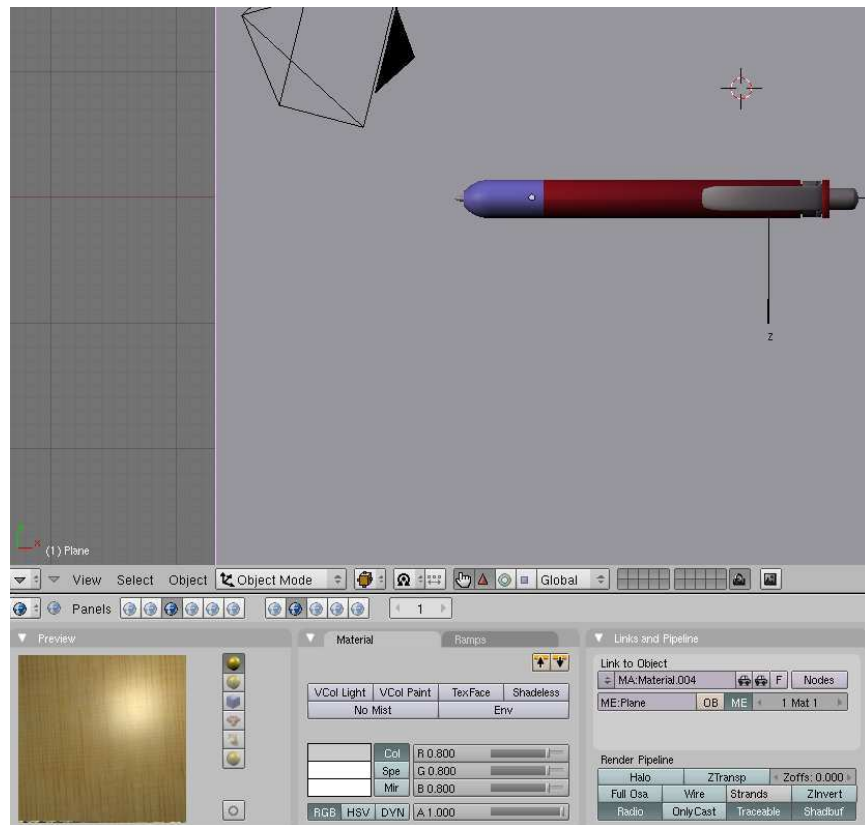 z
x
(1) Plane
View Select Object Object Mode Global
Panels 1
Preview
Material Ramps
Links and Pipeline
VCol Light VCol Paint TexFace Shadeless
No Mist Env
Col R 0.800
Spe G 0.800
Mir B 0.800
RGB HSV DYN A 1.000
Link to Object
MA:Material.004 F Nodes
ME:Plane OB ME 1 Mat 1
Render Pipeline
Halo ZTransp Zoffs: 0.000
Full Osa Wire Strands ZInvert
Radio OnlyCast Traceable Shadbuf